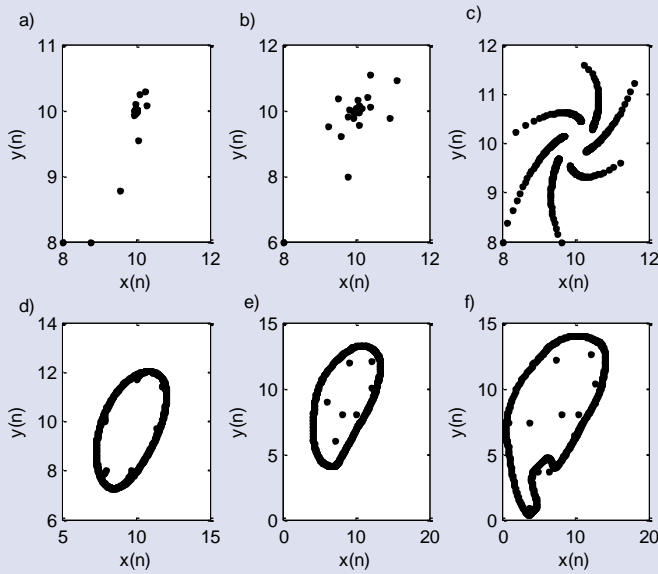 a) b) c)
11 12 12
11
10 10
y(n) y(n) y(n) 10
9 8
9
8 6 8
8 10 12 8 10 12 8 10 12
x(n) x(n) x(n)
d) e) f)
14 15 15
12
10 10
y(n) 10 y(n) y(n)
5 5
8
6 0 0
5 10 15 0 10 20 0 10 20
x(n) x(n) x(n)